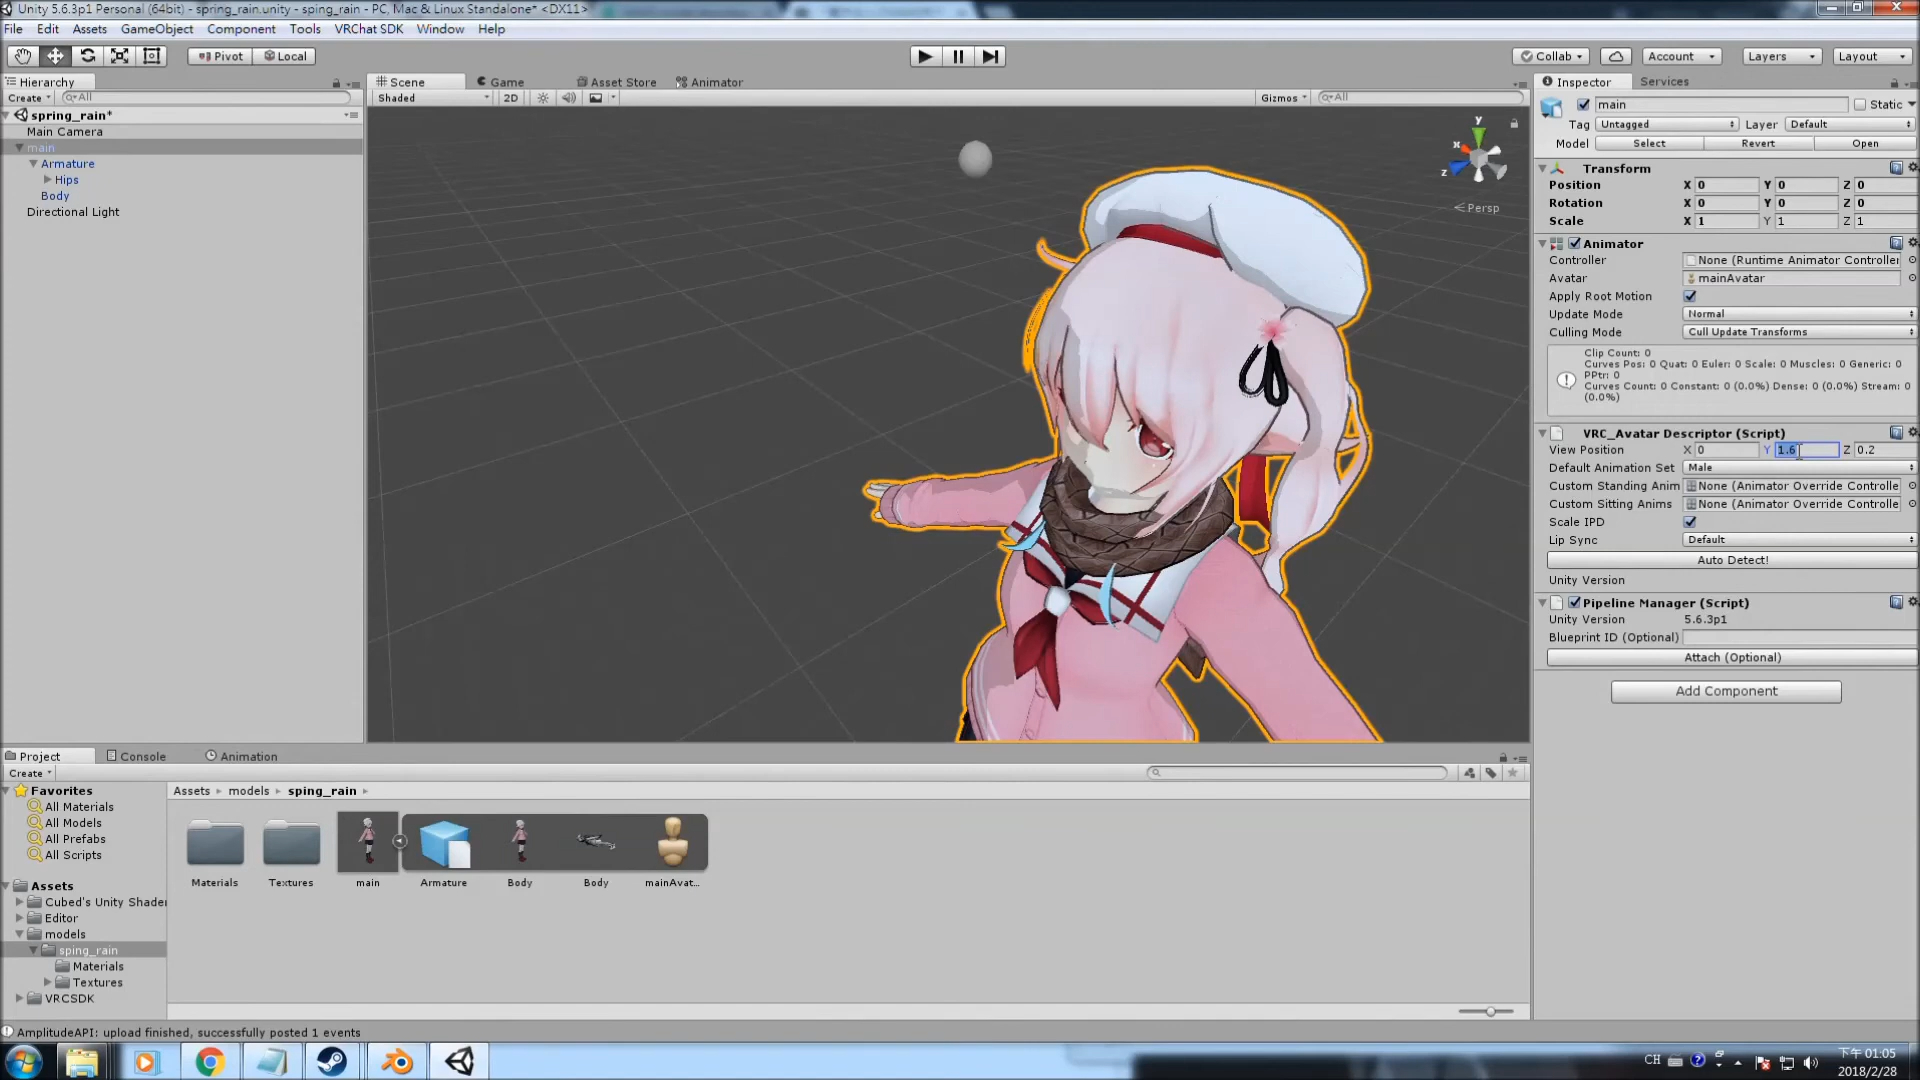 Unity 5.6.3p1 Personal (64bit) - spring_rain.unity - sping_rain - PC, Mac & Linux Standalone* <DX11>
File Edit Assets GameObject Component Tools VRChat SDK Window Help
Pivot Local Collab Account Layers Layout
Hierarchy
Create All
spring_rain*
Main Camera
main
Armature
Hips
Body
Directional Light
Scene Game Asset Store Animator
Shaded 2D Gizmos All
y
x
z
Persp
Inspector Services
main Static
Tag Untagged Layer Default
Model Select Revert Open
Transform
Position X 0 Y 0 Z 0
Rotation X 0 Y 0 Z 0
Scale X 1 Y 1 Z 1
Animator
Controller None (Runtime Animator Controller
Avatar mainAvatar
Apply Root Motion
Update Mode Normal
Culling Mode Cull Update Transforms
Clip Count: 0
Curves Pos: 0 Quat: 0 Euler: 0 Scale: 0 Muscles: 0 Generic: 0
PPtr: 0
Curves Count: 0 Constant: 0 (0.0%) Dense: 0 (0.0%) Stream: 0
(0.0%)
VRC_Avatar Descriptor (Script)
View Position X 0 Y 1.6 Z 0.2
Default Animation Set Male
Custom Standing Anim None (Animator Override Controlle
Custom Sitting Anims None (Animator Override Controlle
Scale IPD
Lip Sync Default
Auto Detect!
Unity Version
Pipeline Manager (Script)
Unity Version 5.6.3p1
Blueprint ID (Optional)
Attach (Optional)
Add Component
Project Console Animation
Create
Favorites
All Materials
All Models
All Prefabs
All Scripts
Assets
Cubed's Unity Shader
Editor
models
sping_rain
Materials
Textures
VRCSDK
Assets models sping_rain
Materials Textures main Armature Body Body mainAvat...
AmplitudeAPI: upload finished, successfully posted 1 events
CH
下午 01:05
2018/2/28